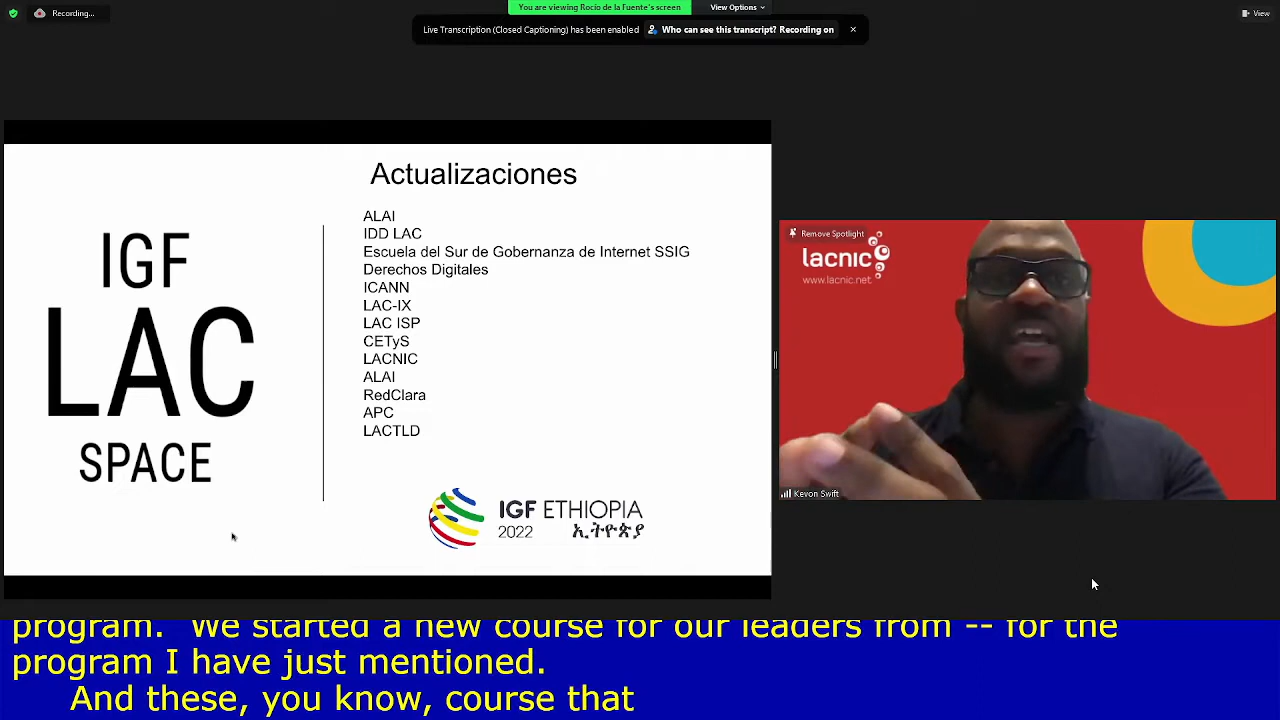 Recording...
You are viewing Rocio de la Fuente's screen
View Options
View
Live Transcription (Closed Captioning) has been enabled
Who can see this transcript? Recording on
IGF
LAC
SPACE
Actualizaciones
ALAI
IDD LAC
Escuela del Sur de Gobernanza de Internet SSIG
Derechos Digitales
ICANN
LAC-IX
LAC ISP
CETyS
LACNIC
ALAI
RedClara
APC
LACTLD
IGF ETHIOPIA
2022 ኢትዮጵያ
Remove Spotlight
lacnic
www.lacnic.net
Kevon Swift
program. We started a new course for our leaders from -- for the
program I have just mentioned.
And these, you know, course that